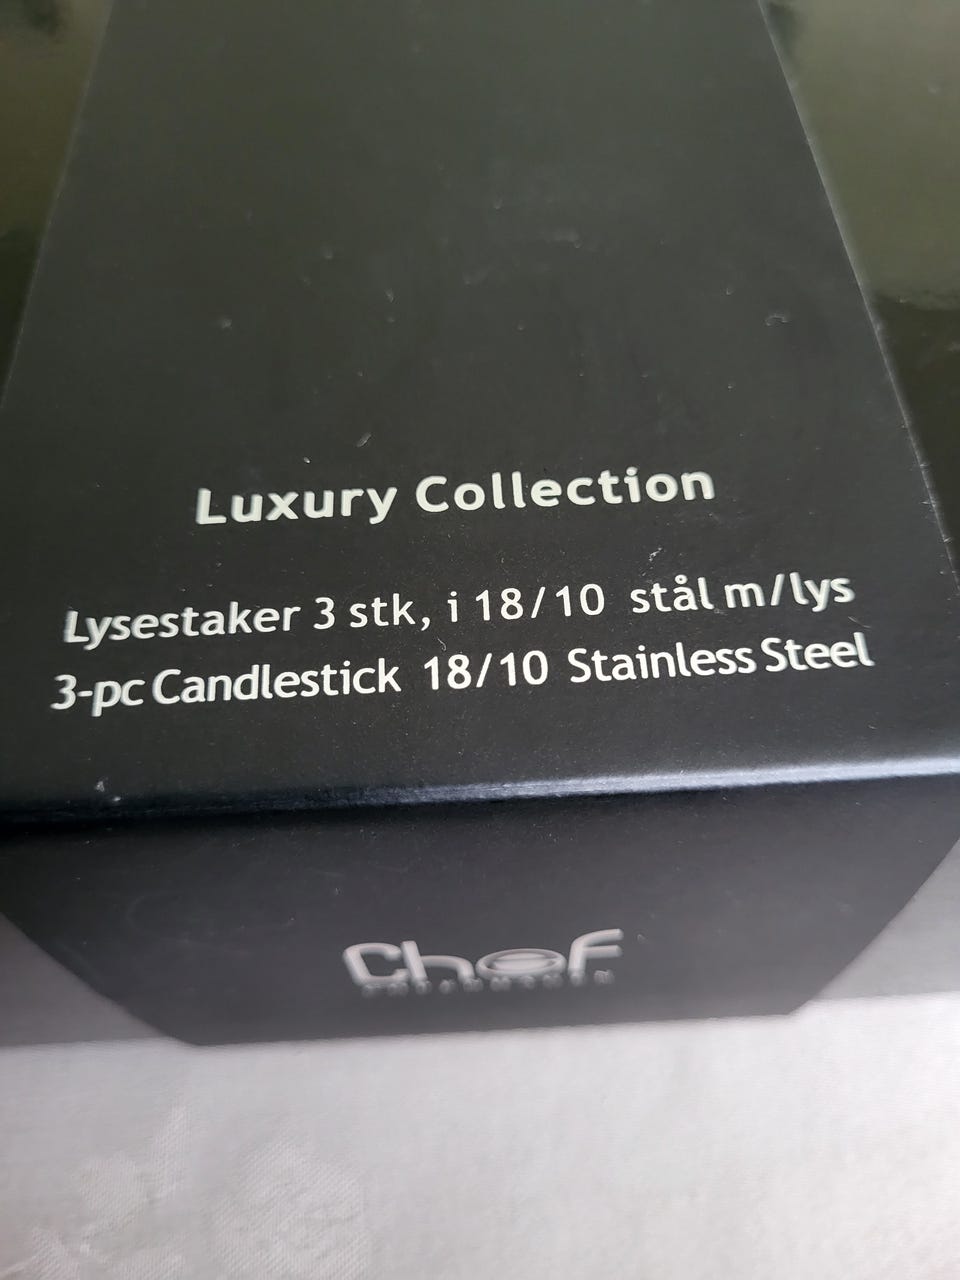 Luxury Collection
Lysestaker 3 stk, i 18/10 stål m/lys
3-pc Candlestick 18/10 Stainless Steel
Chef